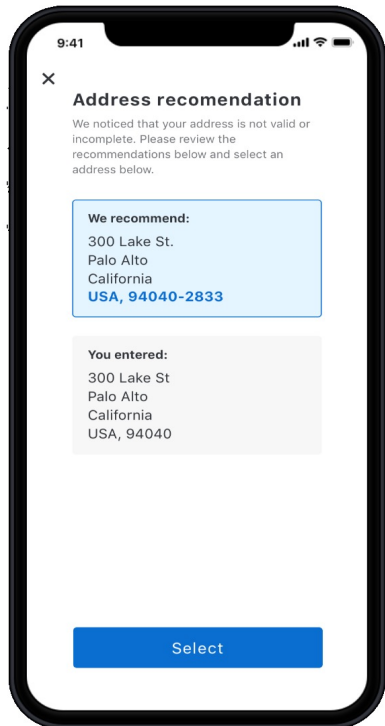 9:41
Address recomendation
We noticed that your address is not valid or
incomplete. Please review the
recommendations below and select an
address below.
We recommend:
300 Lake St.
Palo Alto
California
USA, 94040-2833
You entered:
300 Lake St
Palo Alto
California
USA, 94040
Select